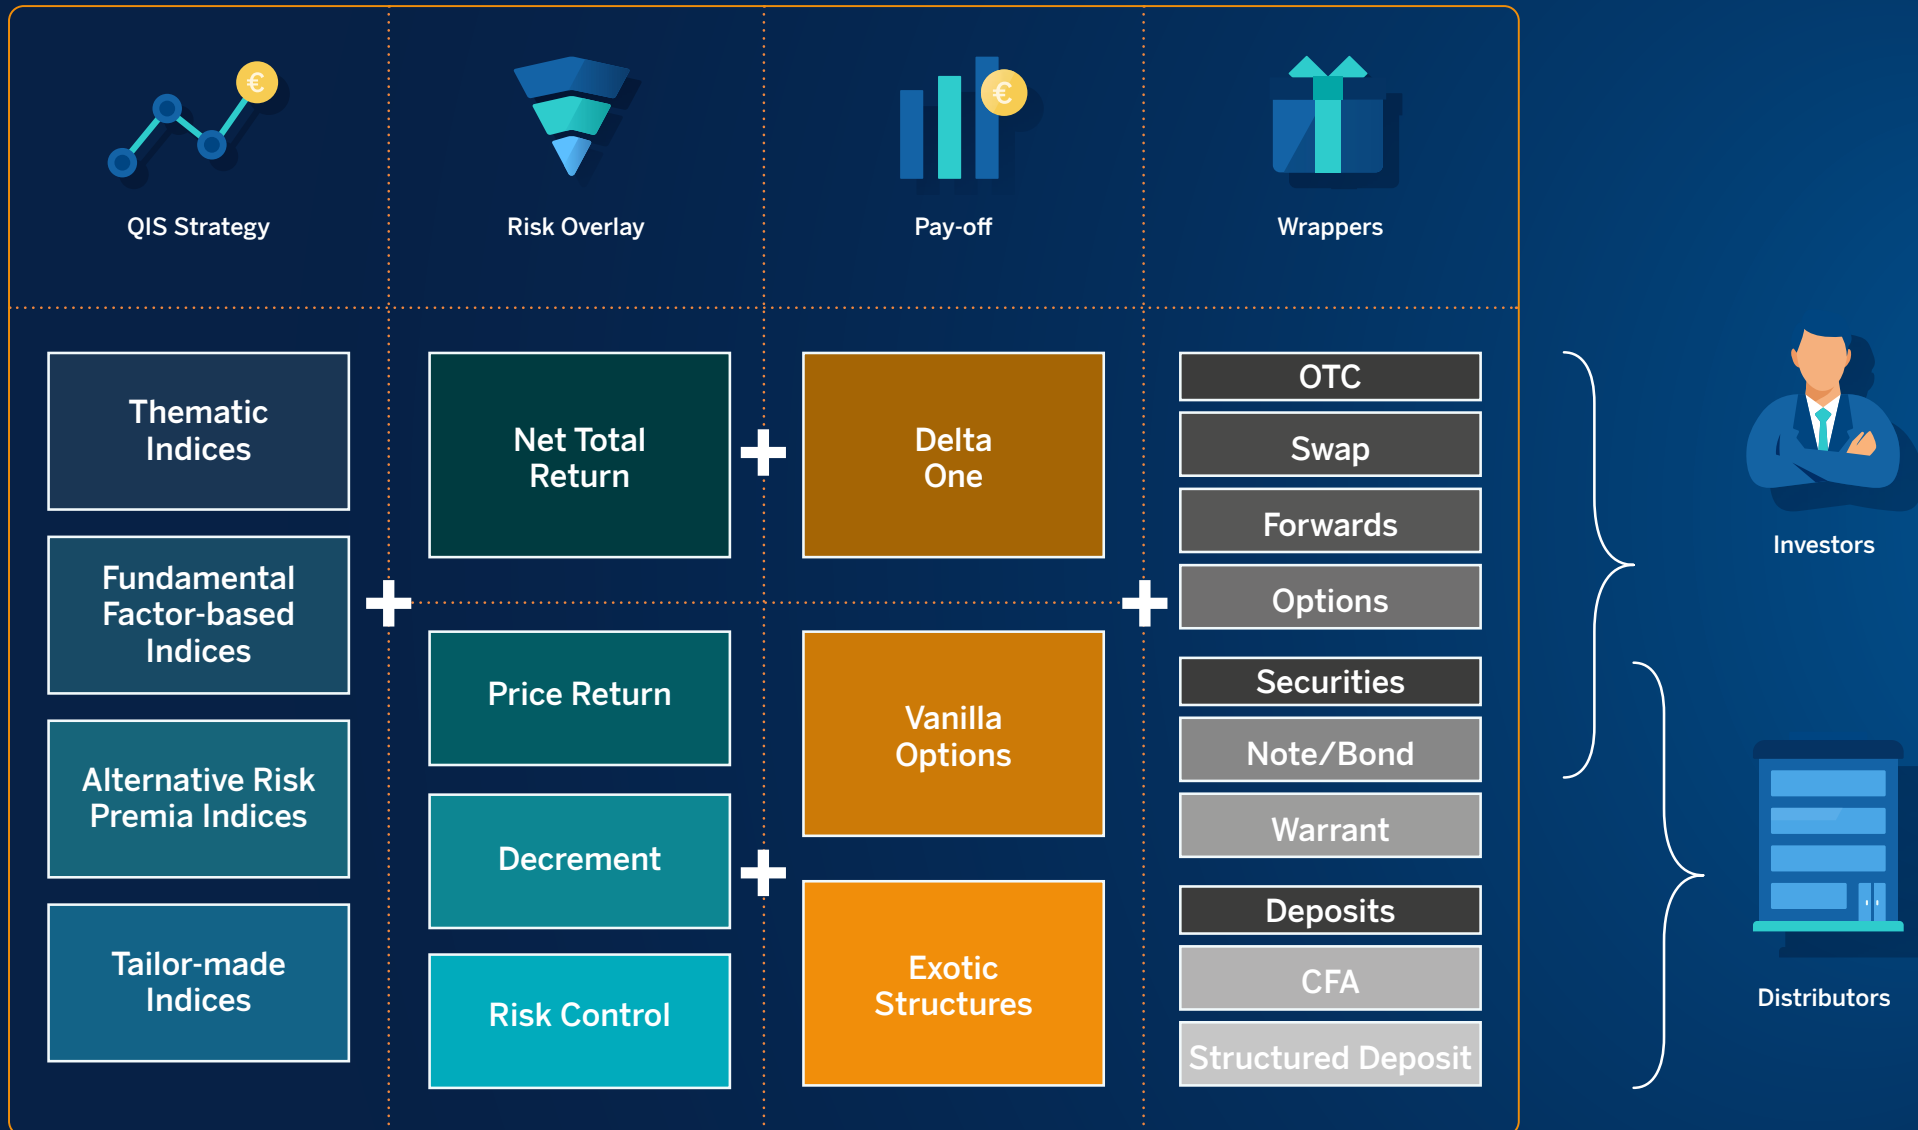 QIS Strategy
Risk Overlay
Pay-off
Wrappers
Thematic
Indices
Fundamental
Factor-based
Indices
Alternative Risk
Premia Indices
Tailor-made
Indices
Net Total
Return
Price Return
Decrement
Risk Control
Delta
One
Vanilla
Options
Exotic
Structures
OTC
Swap
Forwards
Options
Securities
Note/Bond
Warrant
Deposits
CFA
Structured Deposit
Investors
Distributors